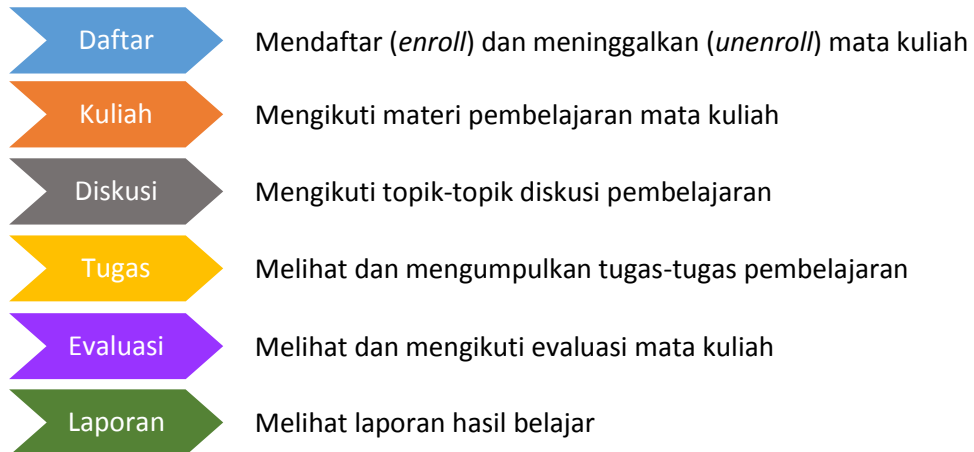 Daftar
Mendaftar (enroll) dan meninggalkan (unenroll) mata kuliah
Kuliah
Mengikuti materi pembelajaran mata kuliah
Diskusi
Mengikuti topik-topik diskusi pembelajaran
Tugas
Melihat dan mengumpulkan tugas-tugas pembelajaran
Evaluasi
Melihat dan mengikuti evaluasi mata kuliah
Laporan
Melihat laporan hasil belajar